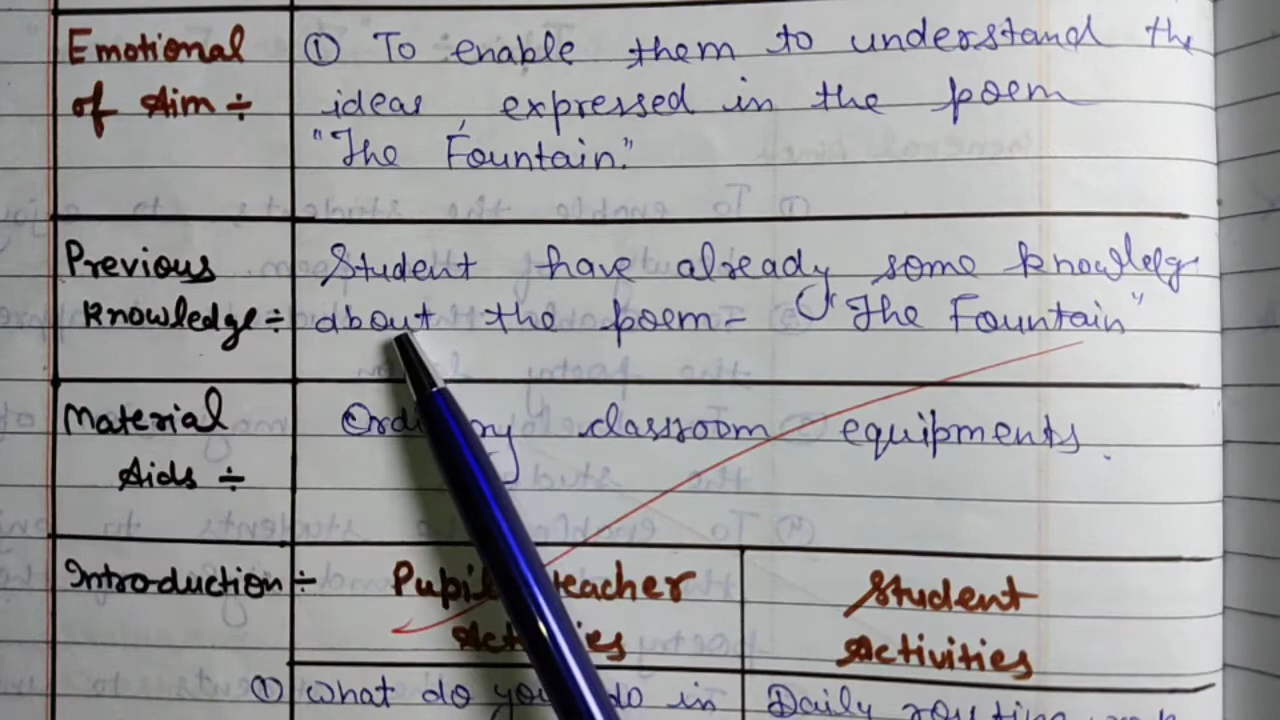 Emotional
of Aim ÷
① To enable them to understand the
ideas, expressed in the poem
"The Fountain."
Previous
knowledge ÷
Student have already some knowledge
about the poem - "The Fountain"
Material
Aids ÷
classroom equipments.
Introduction ÷
teacher
Student
Activities
① What do you do in
Daily routine